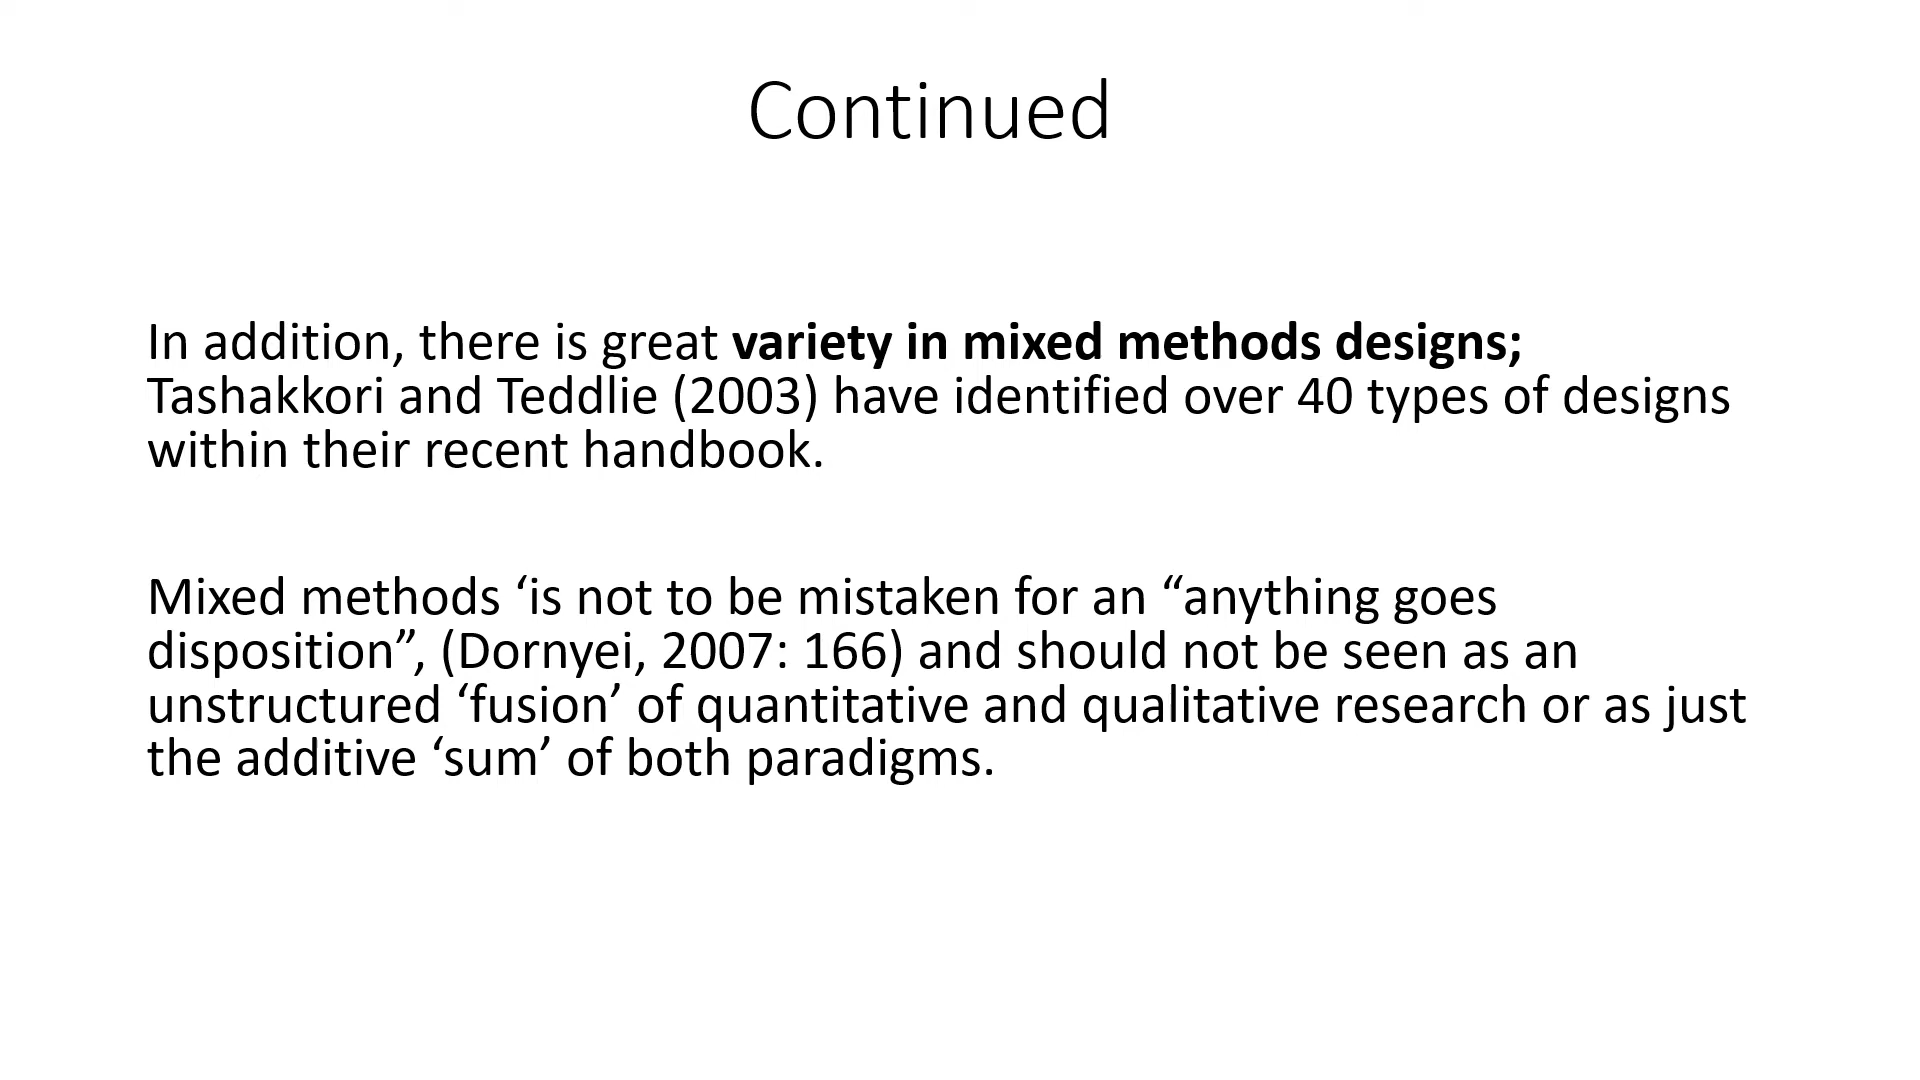 Continued
In addition, there is great variety in mixed methods designs;
Tashakkori and Teddlie (2003) have identified over 40 types of designs
within their recent handbook.
Mixed methods ‘is not to be mistaken for an “anything goes
disposition”, (Dornyei, 2007: 166) and should not be seen as an
unstructured ‘fusion’ of quantitative and qualitative research or as just
the additive ‘sum’ of both paradigms.